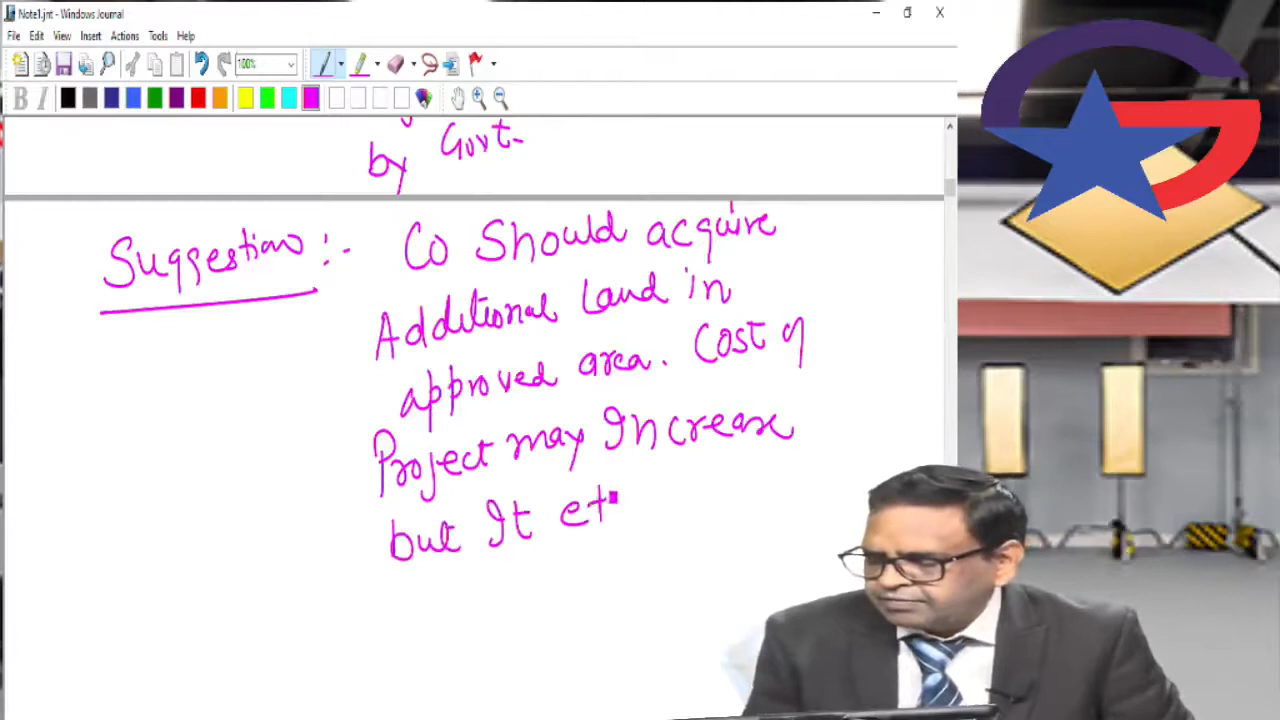 Note1.jnt - Windows Journal
File Edit View Insert Actions Tools Help
100%
B I
by Govt-
Suggestion :- Co Should acquire
Additional Land in
approved area. Cost of
Project may Increase
but It et